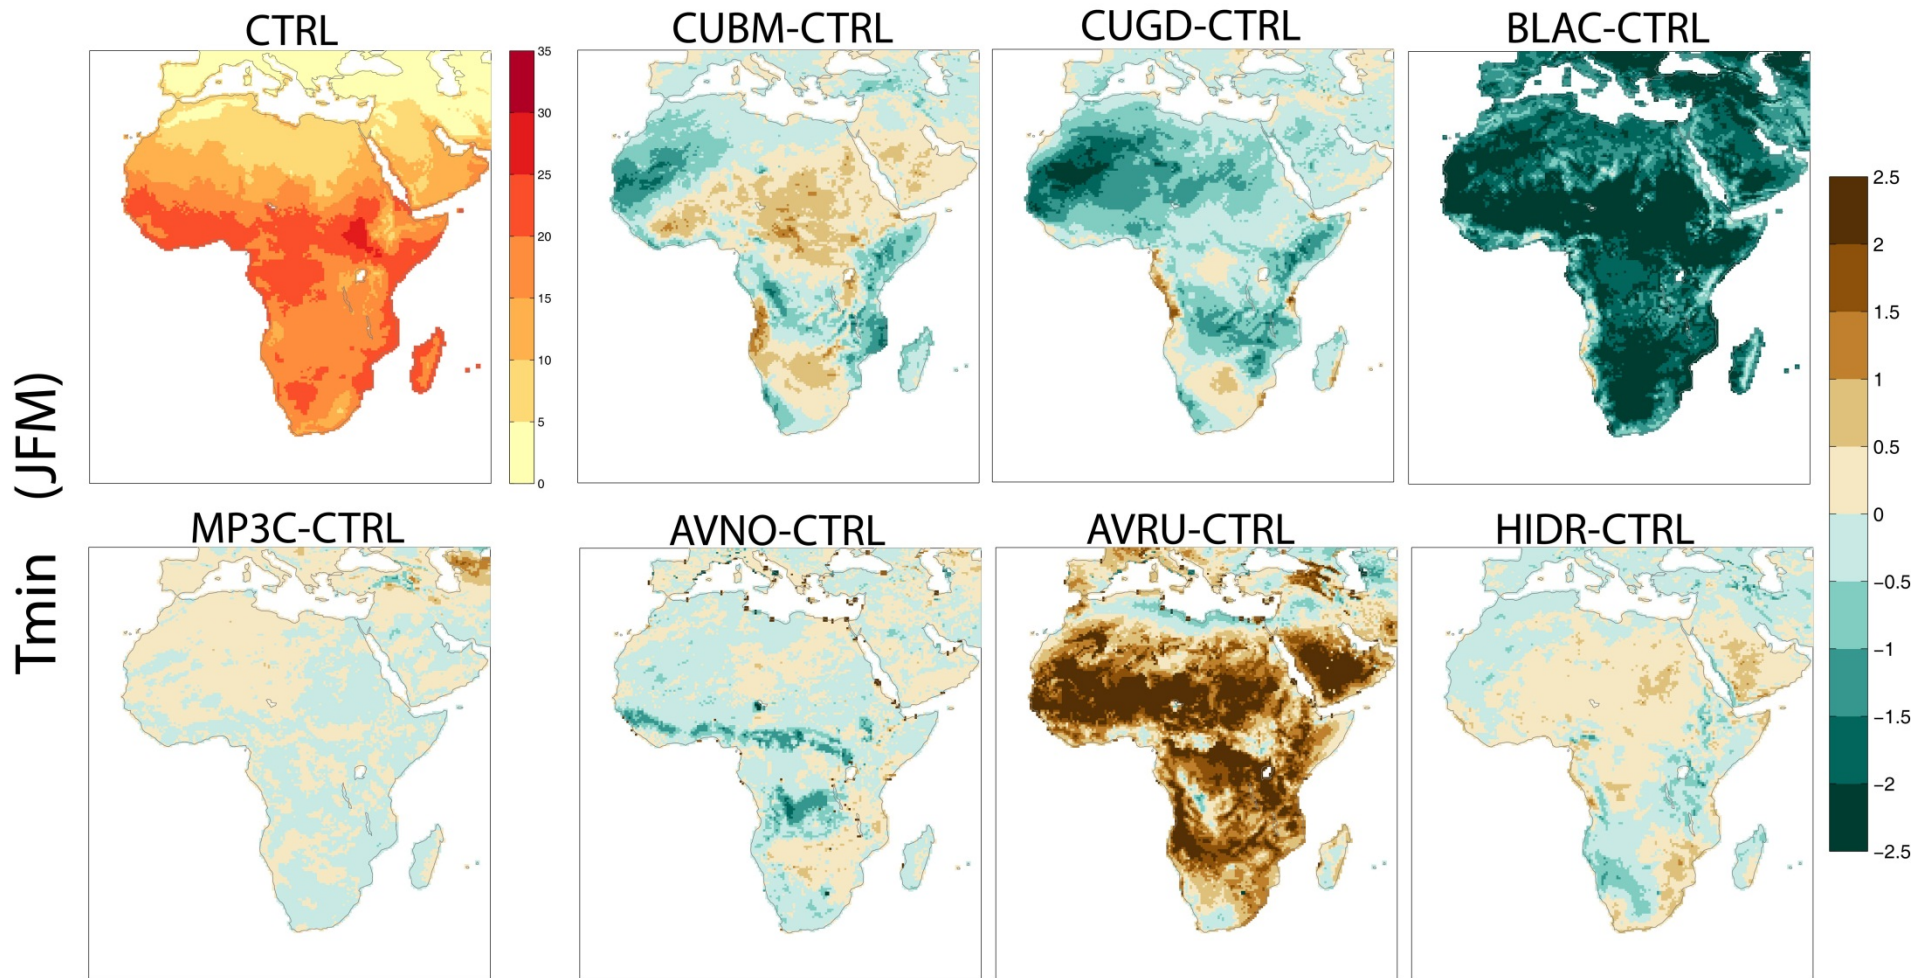 CTRL
CUBM-CTRL
CUGD-CTRL
BLAC-CTRL
35
30
25
20
15
10
5
0
2.5
2
1.5
1
0.5
0
−0.5
−1
−1.5
−2
−2.5
Tmin (JFM)
MP3C-CTRL
AVNO-CTRL
AVRU-CTRL
HIDR-CTRL